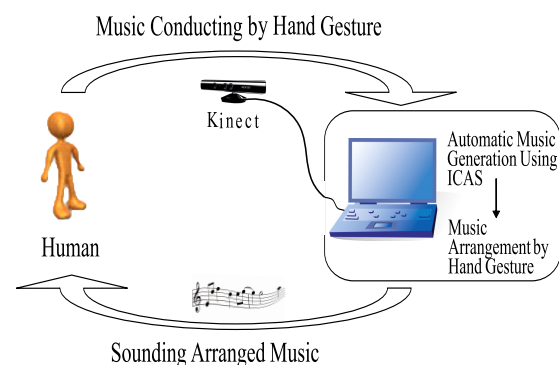 Music Conducting by Hand Gesture
Kinect
Automatic Music
Generation Using
ICAS
Music
Arrangement by
Hand Gesture
Human
Sounding Arranged Music